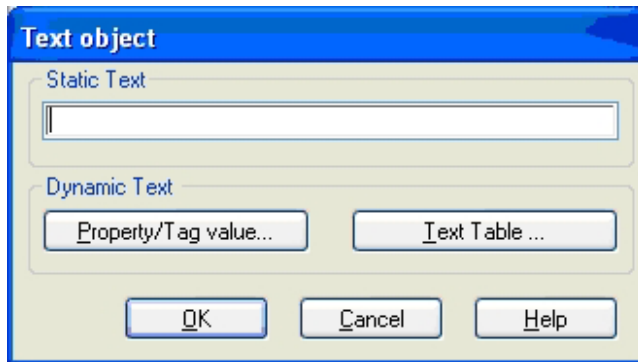 Text object
Static Text
Dynamic Text
Property/Tag value... Text Table ...
OK Cancel Help